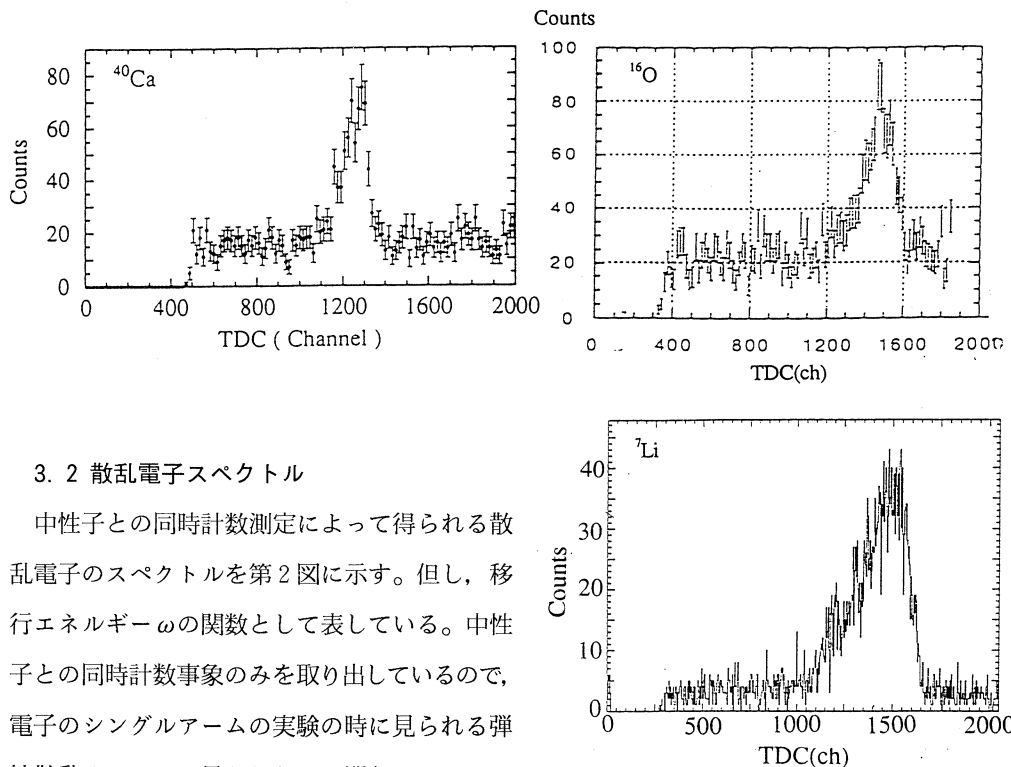 Counts
⁴⁰Ca
80
60
40
20
0
Counts
0 400 800 1200 1600 2000
TDC ( Channel )
¹⁶O
100
80
60
40
20
0
0 400 800 1200 1600 2000
TDC(ch)
3. 2 散乱電子スペクトル
中性子との同時計数測定によって得られる散
乱電子のスペクトルを第2図に示す。但し，移
行エネルギーωの関数として表している。中性
子との同時計数事象のみを取り出しているので，
電子のシングルアームの実験の時に見られる弾
⁷Li
40
30
20
10
0
Counts
0 500 1000 1500 2000
TDC(ch)